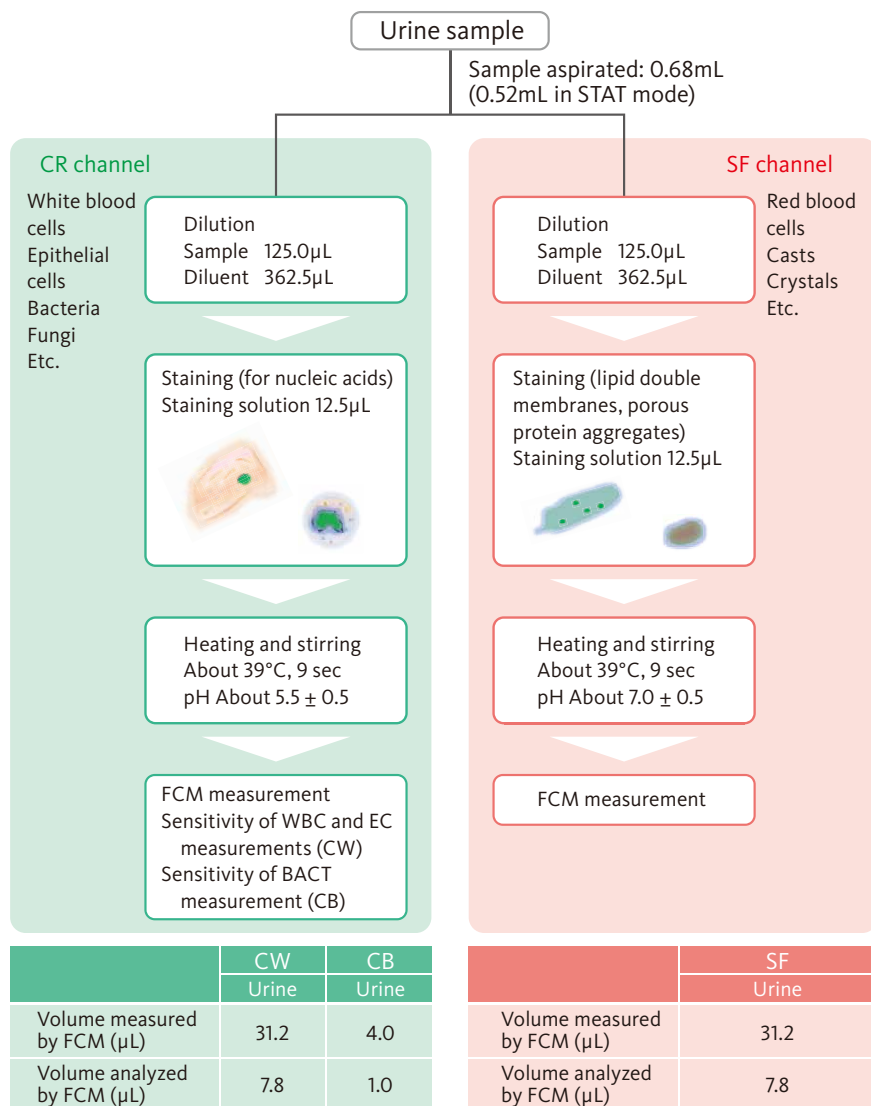 Urine sample
Sample aspirated: 0.68mL
(0.52mL in STAT mode)
CR channel
White blood
cells
Epithelial
cells
Bacteria
Fungi
Etc.
Dilution
Sample 125.0µL
Diluent 362.5µL
Staining (for nucleic acids)
Staining solution 12.5µL
Heating and stirring
About 39°C, 9 sec
pH About 5.5 ± 0.5
FCM measurement
Sensitivity of WBC and EC
measurements (CW)
Sensitivity of BACT
measurement (CB)
SF channel
Red blood
cells
Casts
Crystals
Etc.
Dilution
Sample 125.0µL
Diluent 362.5µL
Staining (lipid double
membranes, porous
protein aggregates)
Staining solution 12.5µL
Heating and stirring
About 39°C, 9 sec
pH About 7.0 ± 0.5
FCM measurement
CW CB
Urine Urine
Volume measured
by FCM (µL) 31.2 4.0
Volume analyzed
by FCM (µL) 7.8 1.0
SF
Urine
Volume measured
by FCM (µL) 31.2
Volume analyzed
by FCM (µL) 7.8